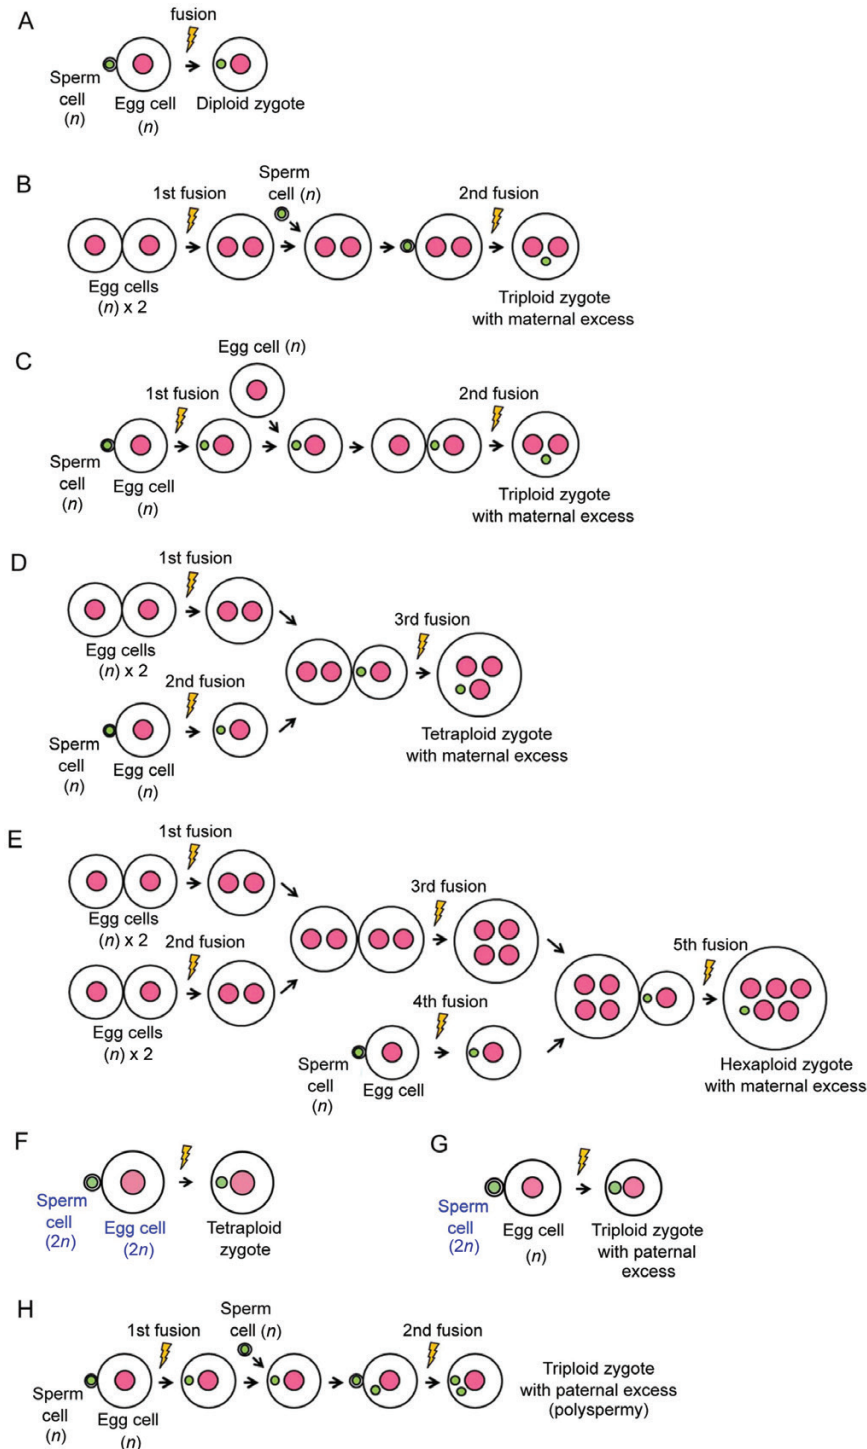 A
fusion
Sperm
cell
(n)
Egg cell
(n)
Diploid zygote
B
1st fusion
Sperm
cell (n)
2nd fusion
Egg cells
(n) x 2
Triploid zygote
with maternal excess
C
Egg cell (n)
1st fusion
2nd fusion
Sperm
cell
(n)
Egg cell
(n)
Triploid zygote
with maternal excess
D
1st fusion
Egg cells
(n) x 2
3rd fusion
2nd fusion
Sperm
cell
(n)
Egg cell
(n)
Tetraploid zygote
with maternal excess
E
1st fusion
Egg cells
(n) x 2
3rd fusion
2nd fusion
5th fusion
Egg cells
(n) x 2
4th fusion
Sperm
cell
(n)
Egg cell
Hexaploid zygote
with maternal excess
F
Sperm
cell
(2n)
Egg cell
(2n)
Tetraploid
zygote
G
Sperm
cell
(2n)
Egg cell
(n)
Triploid zygote
with paternal
excess
H
1st fusion
Sperm
cell (n)
2nd fusion
Sperm
cell
(n)
Egg cell
(n)
Triploid zygote
with paternal excess
(polyspermy)